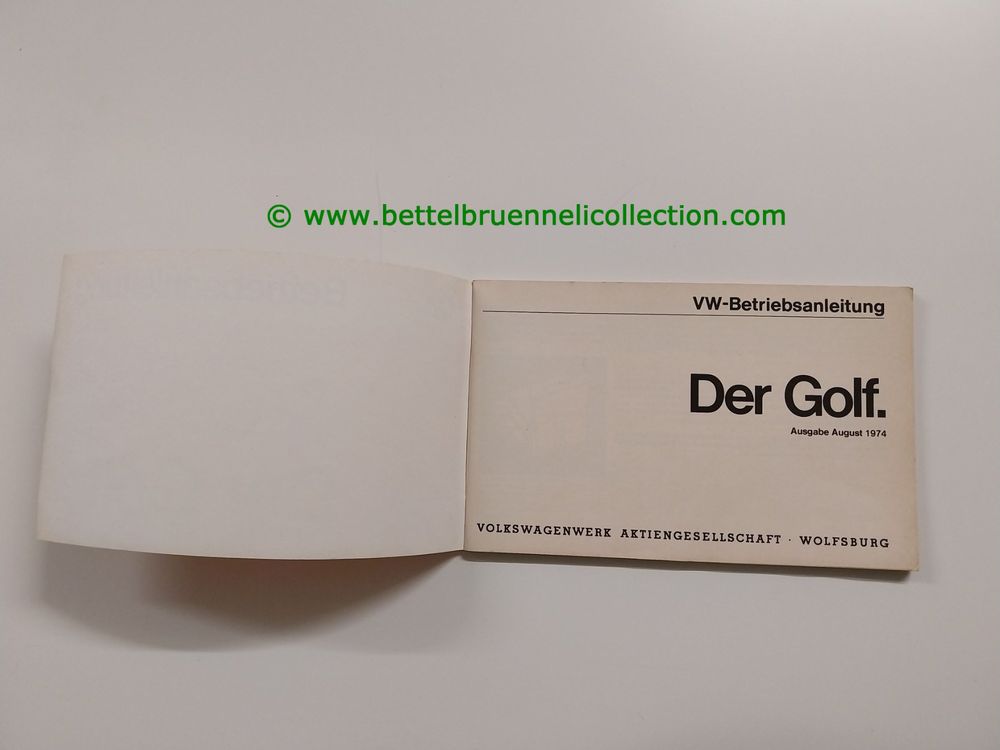 © www.bettelbruennelicollection.com
VW-Betriebsanleitung
Der Golf.
Ausgabe August 1974
VOLKSWAGENWERK AKTIENGESELLSCHAFT · WOLFSBURG